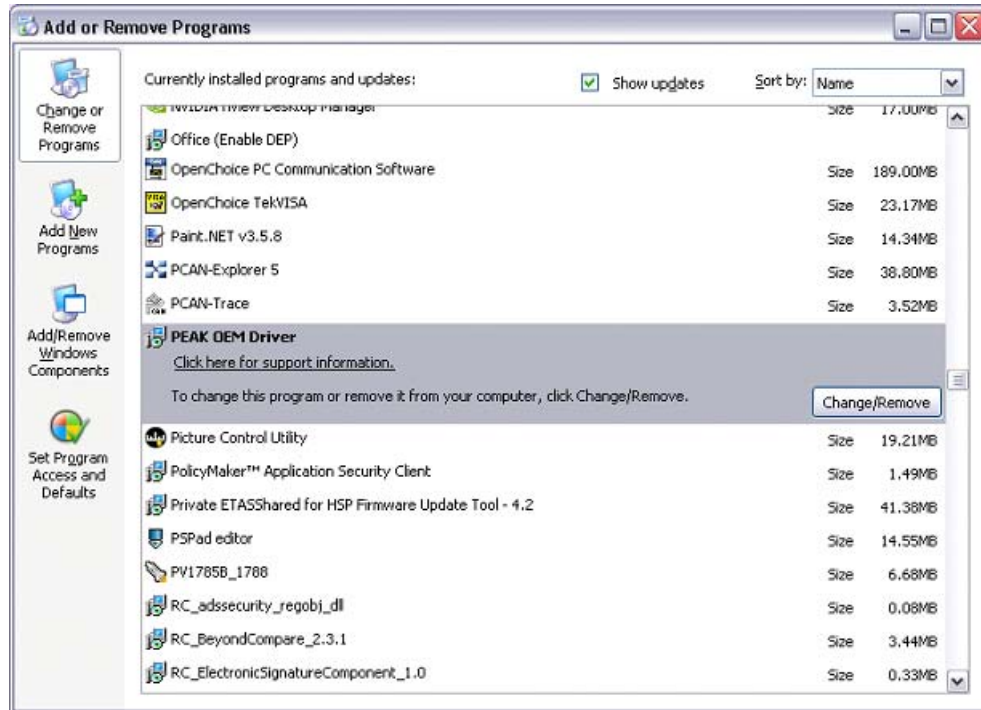 Add or Remove Programs
Change or
Remove
Programs
Add New
Programs
Add/Remove
Windows
Components
Set Program
Access and
Defaults
Currently installed programs and updates:
Show updates
Sort by: Name
NVIDIA nView Desktop Manager Size 17.00MB
Office (Enable DEP)
OpenChoice PC Communication Software Size 189.00MB
OpenChoice TekVISA Size 23.17MB
Paint.NET v3.5.8 Size 14.34MB
PCAN-Explorer 5 Size 38.80MB
PCAN-Trace Size 3.52MB
PEAK OEM Driver
Click here for support information.
To change this program or remove it from your computer, click Change/Remove.
Change/Remove
Picture Control Utility Size 19.21MB
PolicyMaker™ Application Security Client Size 1.49MB
Private ETASShared for HSP Firmware Update Tool - 4.2 Size 41.38MB
PSPad editor Size 14.55MB
PV1785B_1788 Size 6.68MB
RC_adssecurity_regobj_dll Size 0.08MB
RC_BeyondCompare_2.3.1 Size 3.44MB
RC_ElectronicSignatureComponent_1.0 Size 0.33MB